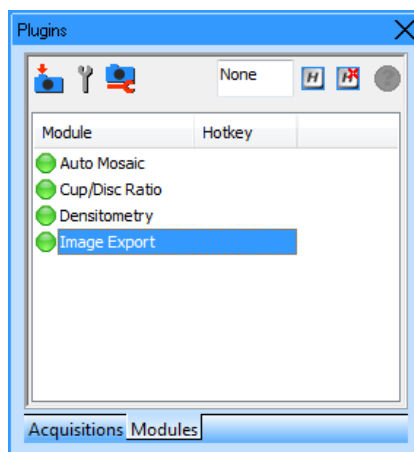 Plugins
None
H
H
?
Module Hotkey
Auto Mosaic
Cup/Disc Ratio
Densitometry
Image Export
Acquisitions Modules